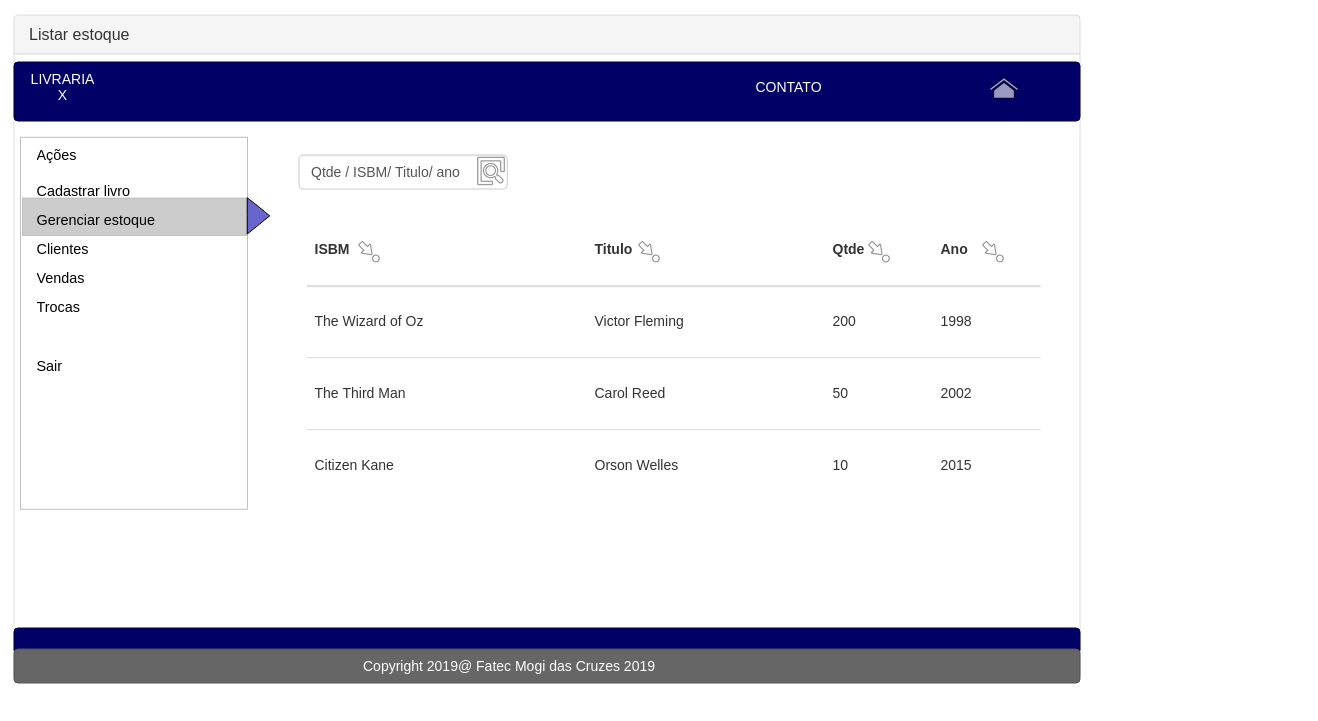 Listar estoque
LIVRARIA
X
CONTATO
Ações
Cadastrar livro
Gerenciar estoque
Clientes
Vendas
Trocas
Sair
Qtde / ISBM/ Titulo/ ano
ISBM Titulo Qtde Ano
The Wizard of Oz Victor Fleming 200 1998
The Third Man Carol Reed 50 2002
Citizen Kane Orson Welles 10 2015
Copyright 2019@ Fatec Mogi das Cruzes 2019